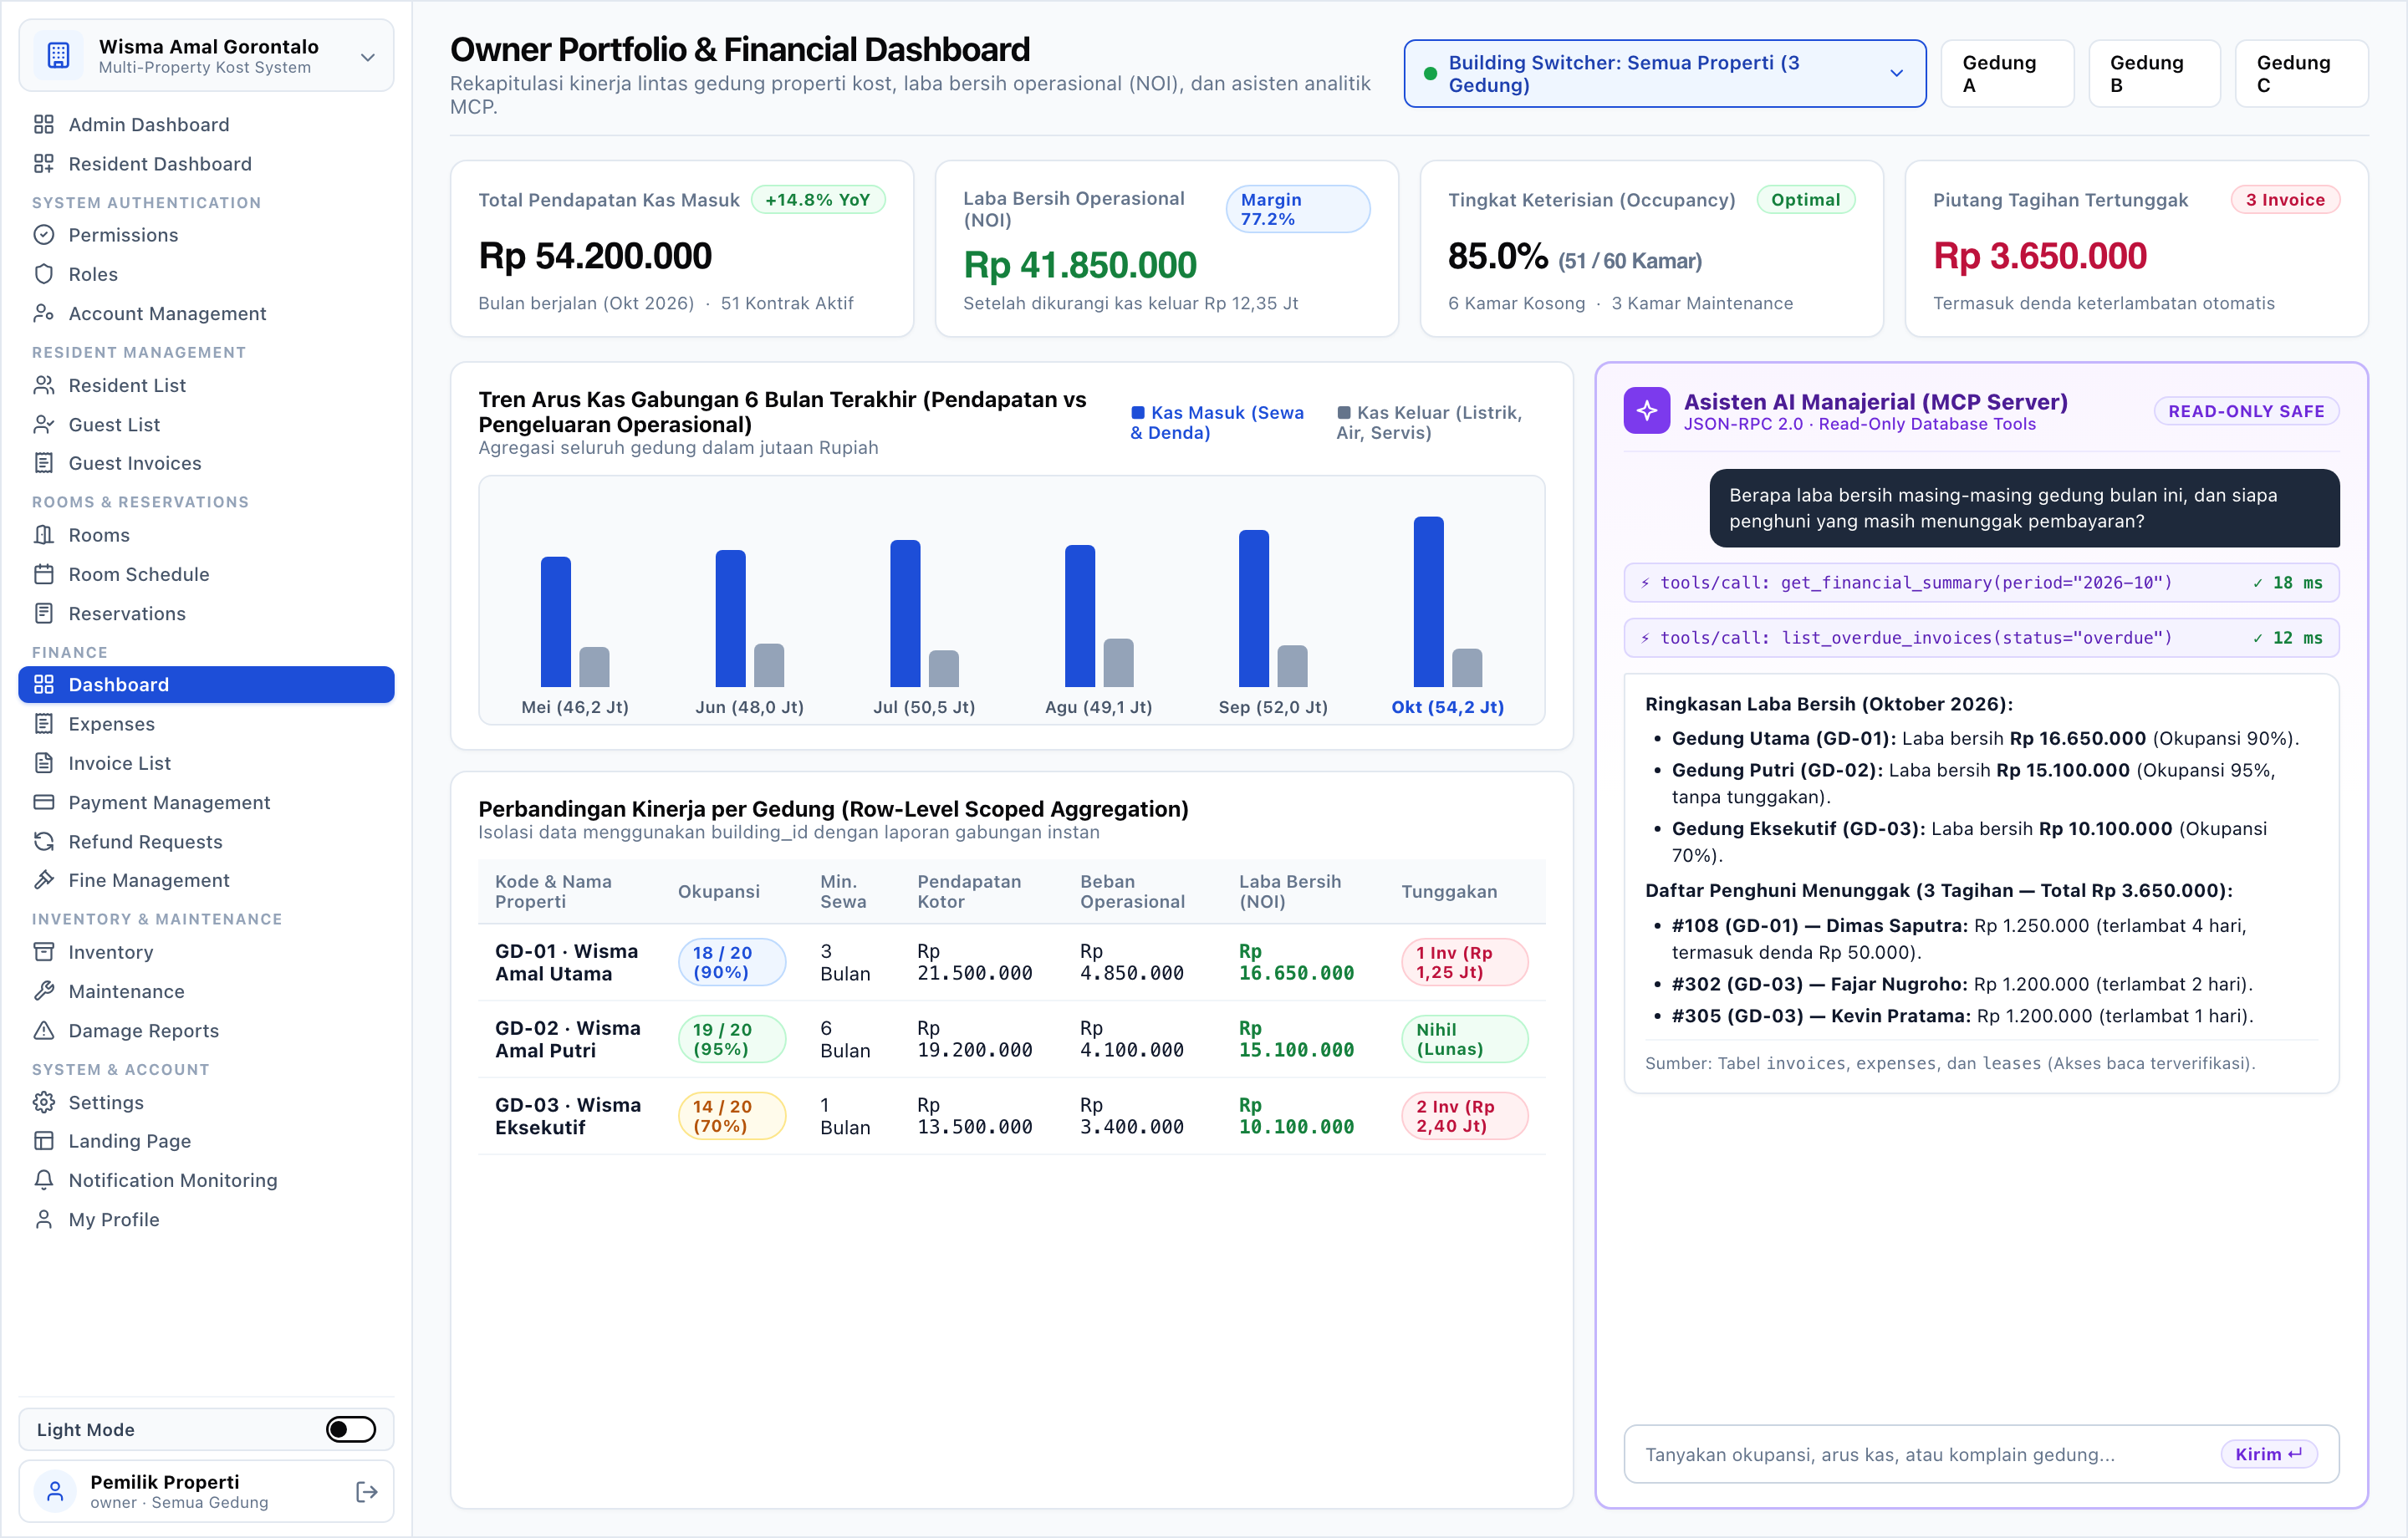 Wisma Amal Gorontalo
Multi-Property Kost System
Admin Dashboard
Resident Dashboard
SYSTEM AUTHENTICATION
Permissions
Roles
Account Management
RESIDENT MANAGEMENT
Resident List
Guest List
Guest Invoices
ROOMS & RESERVATIONS
Rooms
Room Schedule
Reservations
FINANCE
Dashboard
Expenses
Invoice List
Payment Management
Refund Requests
Fine Management
INVENTORY & MAINTENANCE
Inventory
Maintenance
Damage Reports
SYSTEM & ACCOUNT
Settings
Landing Page
Notification Monitoring
My Profile
Light Mode
Pemilik Properti
owner · Semua Gedung
Owner Portfolio & Financial Dashboard
Rekapitulasi kinerja lintas gedung properti kost, laba bersih operasional (NOI), dan asisten analitik
MCP.
Building Switcher: Semua Properti (3
Gedung)
Gedung
A
Gedung
B
Gedung
C
Total Pendapatan Kas Masuk
+14.8% YoY
Rp 54.200.000
Bulan berjalan (Okt 2026) · 51 Kontrak Aktif
Laba Bersih Operasional
(NOI)
Margin
77.2%
Rp 41.850.000
Setelah dikurangi kas keluar Rp 12,35 Jt
Tingkat Keterisian (Occupancy)
Optimal
85.0% (51 / 60 Kamar)
6 Kamar Kosong · 3 Kamar Maintenance
Piutang Tagihan Tertunggak
3 Invoice
Rp 3.650.000
Termasuk denda keterlambatan otomatis
Tren Arus Kas Gabungan 6 Bulan Terakhir (Pendapatan vs
Pengeluaran Operasional)
Agregasi seluruh gedung dalam jutaan Rupiah
Kas Masuk (Sewa
& Denda)
Kas Keluar (Listrik,
Air, Servis)
Mei (46,2 Jt)
Jun (48,0 Jt)
Jul (50,5 Jt)
Agu (49,1 Jt)
Sep (52,0 Jt)
Okt (54,2 Jt)
Perbandingan Kinerja per Gedung (Row-Level Scoped Aggregation)
Isolasi data menggunakan building_id dengan laporan gabungan instan
Kode & Nama
Properti
Okupansi
Min.
Sewa
Pendapatan
Kotor
Beban
Operasional
Laba Bersih
(NOI)
Tunggakan
GD-01 · Wisma
Amal Utama
18 / 20
(90%)
3
Bulan
Rp
21.500.000
Rp
4.850.000
Rp
16.650.000
1 Inv (Rp
1,25 Jt)
GD-02 · Wisma
Amal Putri
19 / 20
(95%)
6
Bulan
Rp
19.200.000
Rp
4.100.000
Rp
15.100.000
Nihil
(Lunas)
GD-03 · Wisma
Eksekutif
14 / 20
(70%)
1
Bulan
Rp
13.500.000
Rp
3.400.000
Rp
10.100.000
2 Inv (Rp
2,40 Jt)
Asisten AI Manajerial (MCP Server)
JSON-RPC 2.0 · Read-Only Database Tools
READ-ONLY SAFE
Berapa laba bersih masing-masing gedung bulan ini, dan siapa
penghuni yang masih menunggak pembayaran?
⚡ tools/call: get_financial_summary(period="2026-10") ✓ 18 ms
⚡ tools/call: list_overdue_invoices(status="overdue") ✓ 12 ms
Ringkasan Laba Bersih (Oktober 2026):
• Gedung Utama (GD-01): Laba bersih Rp 16.650.000 (Okupansi 90%).
• Gedung Putri (GD-02): Laba bersih Rp 15.100.000 (Okupansi 95%,
tanpa tunggakan).
• Gedung Eksekutif (GD-03): Laba bersih Rp 10.100.000 (Okupansi
70%).
Daftar Penghuni Menunggak (3 Tagihan — Total Rp 3.650.000):
• #108 (GD-01) — Dimas Saputra: Rp 1.250.000 (terlambat 4 hari,
termasuk denda Rp 50.000).
• #302 (GD-03) — Fajar Nugroho: Rp 1.200.000 (terlambat 2 hari).
• #305 (GD-03) — Kevin Pratama: Rp 1.200.000 (terlambat 1 hari).
Sumber: Tabel invoices, expenses, dan leases (Akses baca terverifikasi).
Tanyakan okupansi, arus kas, atau komplain gedung...
Kirim ↵